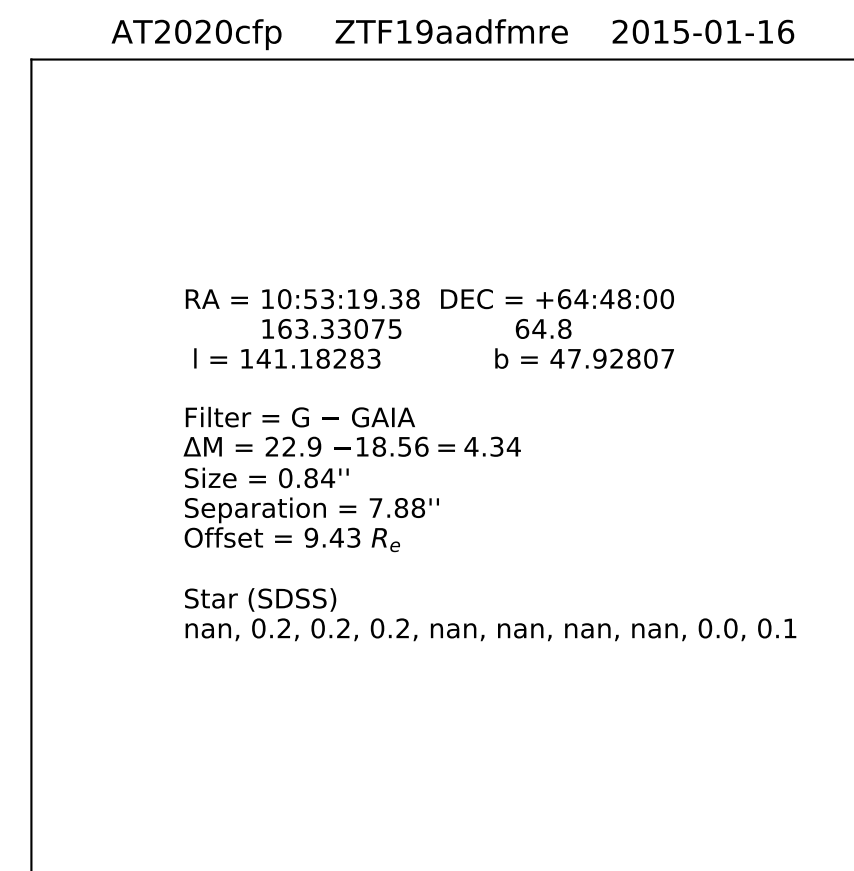 AT2020cfp ZTF19aadfmre 2015-01-16
RA = 10:53:19.38 DEC = +64:48:00
163.33075 64.8
l = 141.18283 b = 47.92807
Filter = G − GAIA
ΔM = 22.9 −18.56 = 4.34
Size = 0.84''
Separation = 7.88''
Offset = 9.43 Re
Star (SDSS)
nan, 0.2, 0.2, 0.2, nan, nan, nan, nan, 0.0, 0.1